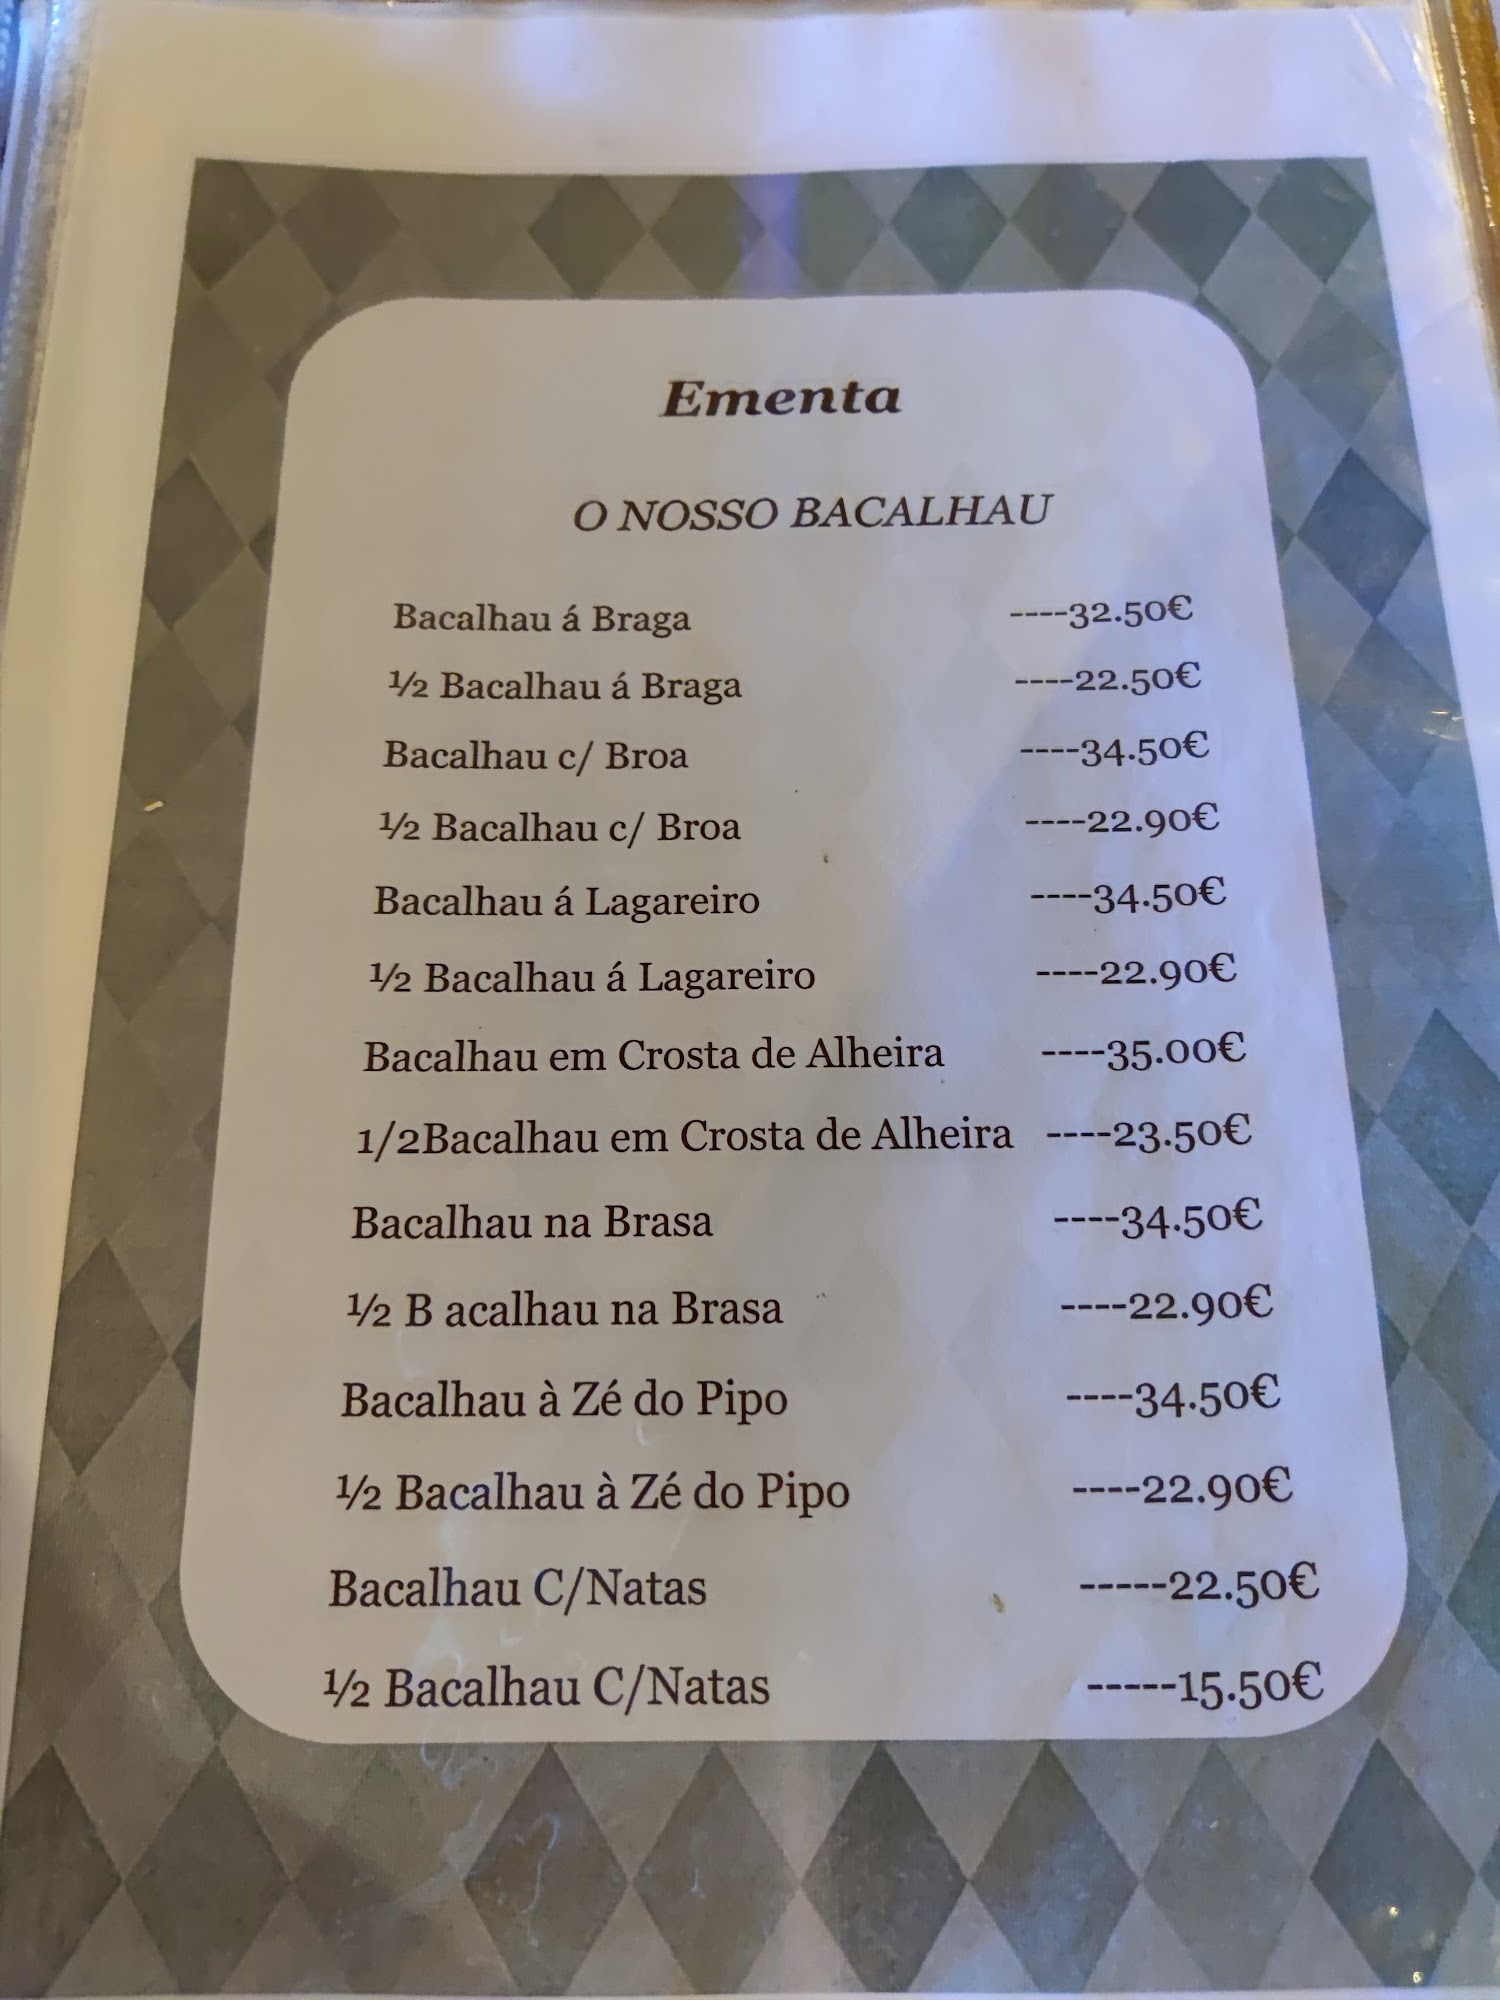 Ementa
O NOSSO BACALHAU
Bacalhau á Braga ----32.50€
½ Bacalhau á Braga ----22.50€
Bacalhau c/ Broa ----34.50€
½ Bacalhau c/ Broa ----22.90€
Bacalhau á Lagareiro ----34.50€
½ Bacalhau á Lagareiro ----22.90€
Bacalhau em Crosta de Alheira ----35.00€
1/2Bacalhau em Crosta de Alheira ----23.50€
Bacalhau na Brasa ----34.50€
½ B acalhau na Brasa ----22.90€
Bacalhau à Zé do Pipo ----34.50€
½ Bacalhau à Zé do Pipo ----22.90€
Bacalhau C/Natas -----22.50€
½ Bacalhau C/Natas -----15.50€